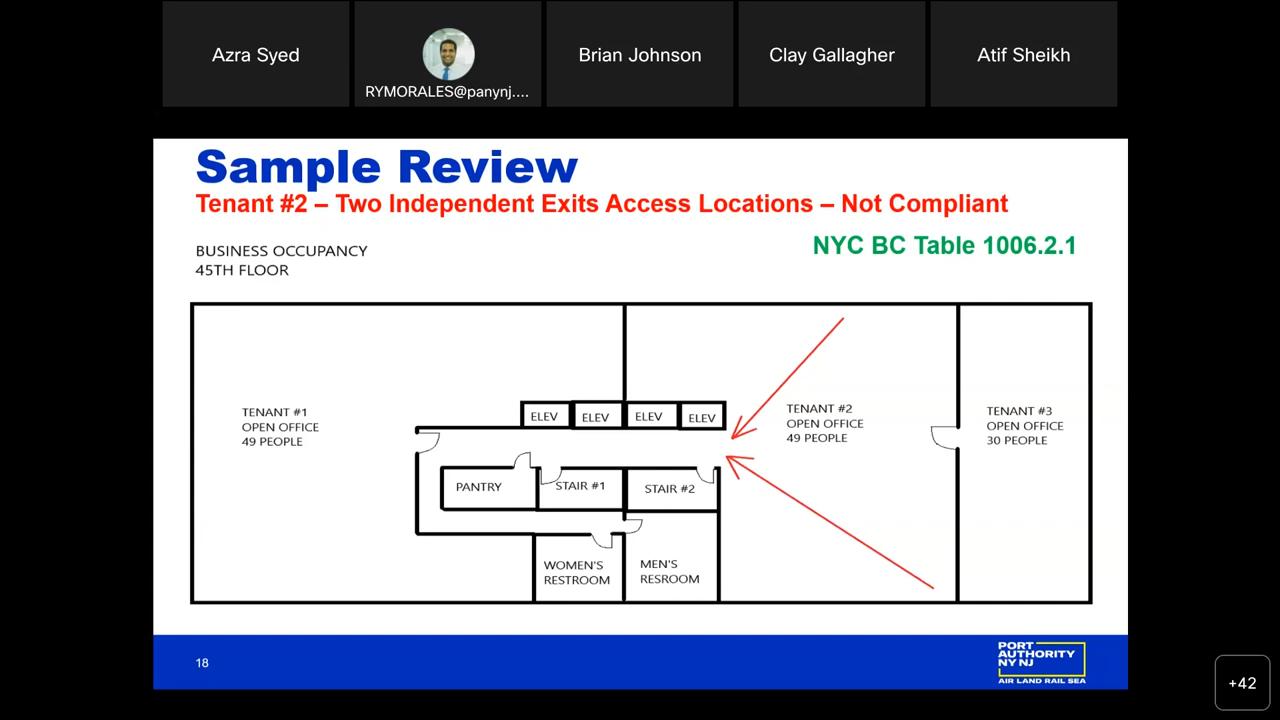 Azra Syed
RYMORALES@panynj....
Brian Johnson
Clay Gallagher
Atif Sheikh
Sample Review
Tenant #2 – Two Independent Exits Access Locations – Not Compliant
NYC BC Table 1006.2.1
BUSINESS OCCUPANCY
45TH FLOOR
TENANT #1
OPEN OFFICE
49 PEOPLE
ELEV
ELEV
ELEV
ELEV
TENANT #2
OPEN OFFICE
49 PEOPLE
TENANT #3
OPEN OFFICE
30 PEOPLE
PANTRY
STAIR #1
STAIR #2
WOMEN'S
RESTROOM
MEN'S
RESROOM
18
PORT
AUTHORITY
NY NJ
AIR LAND RAIL SEA
+42